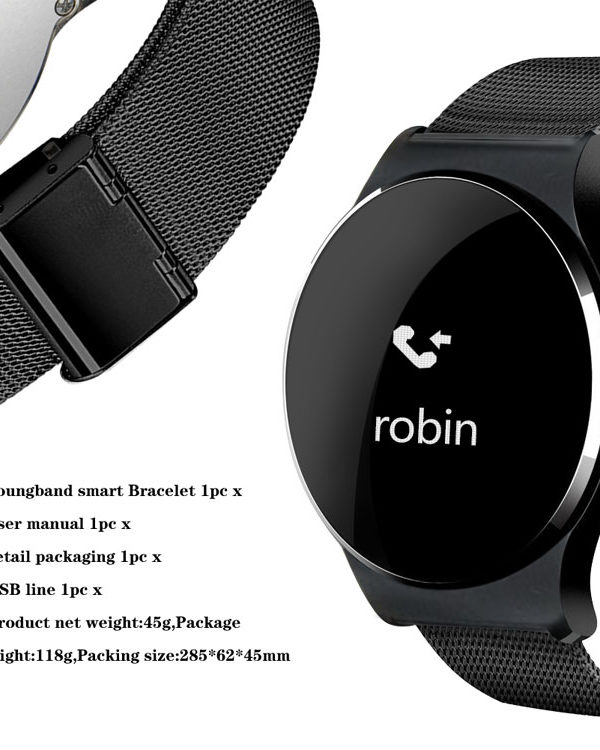 robin
oungband smart Bracelet 1pc x
ser manual 1pc x
etail packaging 1pc x
SB line 1pc x
roduct net weight:45g,Package
ight:118g,Packing size:285*62*45mm